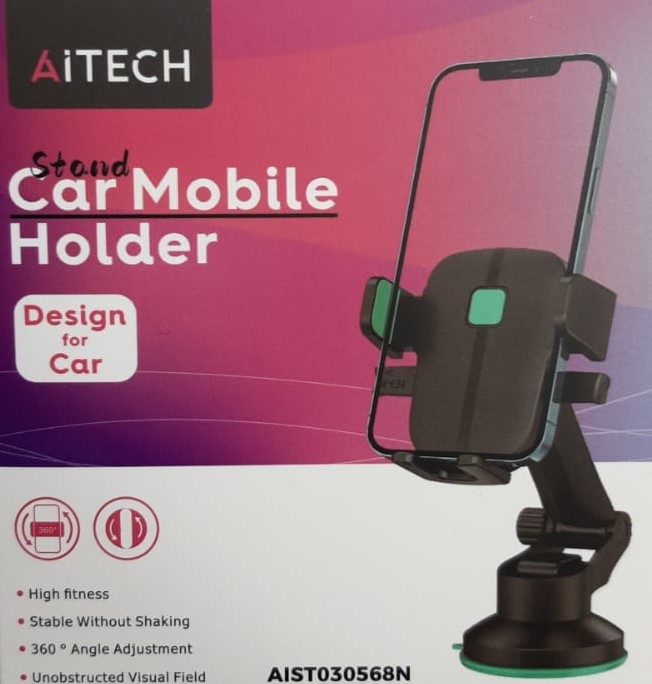 AiTECH
Stand
Car Mobile
Holder
Design
for
Car
OPEN
360°
• High fitness
• Stable Without Shaking
• 360 ° Angle Adjustment
• Unobstructed Visual Field
AIST030568N